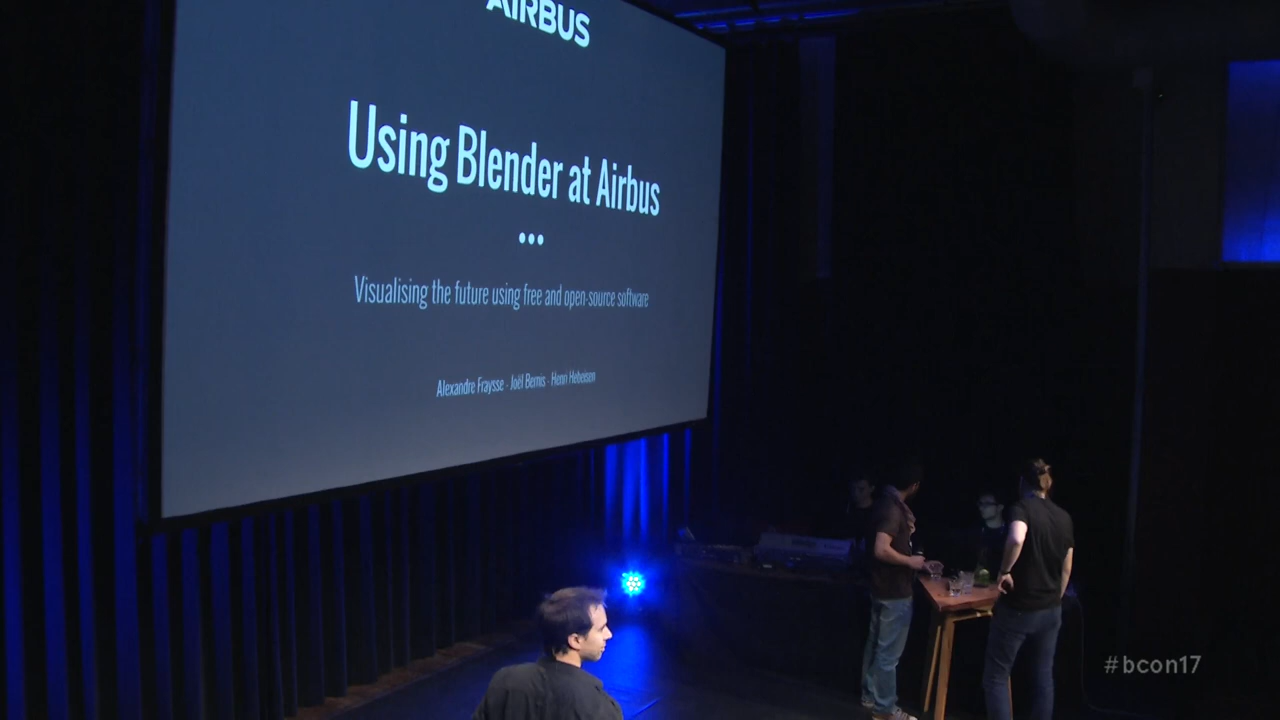 AIRBUS
Using Blender at Airbus
•••
Visualising the future using free and open-source software
Alexandre Fraysse - Joël Bernis - Henri Hebeisen
#bcon17